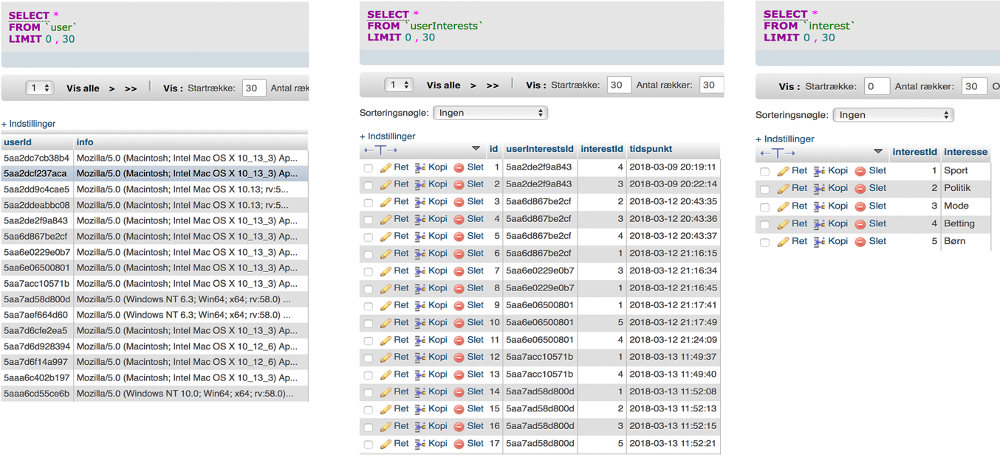 SELECT *
FROM `user`
LIMIT 0 , 30
1 Vis alle > >> Vis : Startrække: 30 Antal ræk
+ Indstillinger
userId info
5aa2dc7cb38b4 Mozilla/5.0 (Macintosh; Intel Mac OS X 10_13_3) Ap...
5aa2dcf237aca Mozilla/5.0 (Macintosh; Intel Mac OS X 10_13_3) Ap...
5aa2dd9c4cae5 Mozilla/5.0 (Macintosh; Intel Mac OS X 10.13; rv:5...
5aa2ddeabbc08 Mozilla/5.0 (Macintosh; Intel Mac OS X 10.13; rv:5...
5aa2de2f9a843 Mozilla/5.0 (Macintosh; Intel Mac OS X 10_13_3) Ap...
5aa6d867be2cf Mozilla/5.0 (Macintosh; Intel Mac OS X 10_13_3) Ap...
5aa6e0229e0b7 Mozilla/5.0 (Macintosh; Intel Mac OS X 10_13_3) Ap...
5aa6e06500801 Mozilla/5.0 (Macintosh; Intel Mac OS X 10_13_3) Ap...
5aa7acc10571b Mozilla/5.0 (Macintosh; Intel Mac OS X 10_13_3) Ap...
5aa7ad58d800d Mozilla/5.0 (Windows NT 6.3; Win64; x64; rv:58.0) ...
5aa7aef664d60 Mozilla/5.0 (Windows NT 6.3; Win64; x64; rv:58.0) ...
5aa7d6cfe2ea5 Mozilla/5.0 (Macintosh; Intel Mac OS X 10_13_3) Ap...
5aa7d6d928394 Mozilla/5.0 (Macintosh; Intel Mac OS X 10_12_6) Ap...
5aa7d6f14a997 Mozilla/5.0 (Macintosh; Intel Mac OS X 10_12_6) Ap...
5aaa6c402b197 Mozilla/5.0 (Macintosh; Intel Mac OS X 10_13_3) Ap...
5aaa6cd55ce6b Mozilla/5.0 (Windows NT 10.0; Win64; x64; rv:58.0)...
SELECT *
FROM `userInterests`
LIMIT 0 , 30
1 Vis alle > >> Vis : Startrække: 30 Antal rækker: 30
Sorteringsnøgle: Ingen
+ Indstillinger
←T→ id userInterestsId interestId tidspunkt
Ret Kopi Slet 1 5aa2de2f9a843 4 2018-03-09 20:19:11
Ret Kopi Slet 2 5aa2de2f9a843 3 2018-03-09 20:22:14
Ret Kopi Slet 3 5aa6d867be2cf 2 2018-03-12 20:43:35
Ret Kopi Slet 4 5aa6d867be2cf 3 2018-03-12 20:43:36
Ret Kopi Slet 5 5aa6d867be2cf 4 2018-03-12 20:43:37
Ret Kopi Slet 6 5aa6d867be2cf 1 2018-03-12 21:16:15
Ret Kopi Slet 7 5aa6e0229e0b7 3 2018-03-12 21:16:34
Ret Kopi Slet 8 5aa6e0229e0b7 1 2018-03-12 21:16:45
Ret Kopi Slet 9 5aa6e06500801 1 2018-03-12 21:17:41
Ret Kopi Slet 10 5aa6e06500801 5 2018-03-12 21:17:49
Ret Kopi Slet 11 5aa6e06500801 4 2018-03-12 21:24:09
Ret Kopi Slet 12 5aa7acc10571b 1 2018-03-13 11:49:37
Ret Kopi Slet 13 5aa7acc10571b 4 2018-03-13 11:49:40
Ret Kopi Slet 14 5aa7ad58d800d 1 2018-03-13 11:52:08
Ret Kopi Slet 15 5aa7ad58d800d 2 2018-03-13 11:52:13
Ret Kopi Slet 16 5aa7ad58d800d 3 2018-03-13 11:52:15
Ret Kopi Slet 17 5aa7ad58d800d 5 2018-03-13 11:52:21
SELECT *
FROM `interest`
LIMIT 0 , 30
Vis : Startrække: 0 Antal rækker: 30 O
Sorteringsnøgle: Ingen
+ Indstillinger
←T→ interestId interesse
Ret Kopi Slet 1 Sport
Ret Kopi Slet 2 Politik
Ret Kopi Slet 3 Mode
Ret Kopi Slet 4 Betting
Ret Kopi Slet 5 Børn